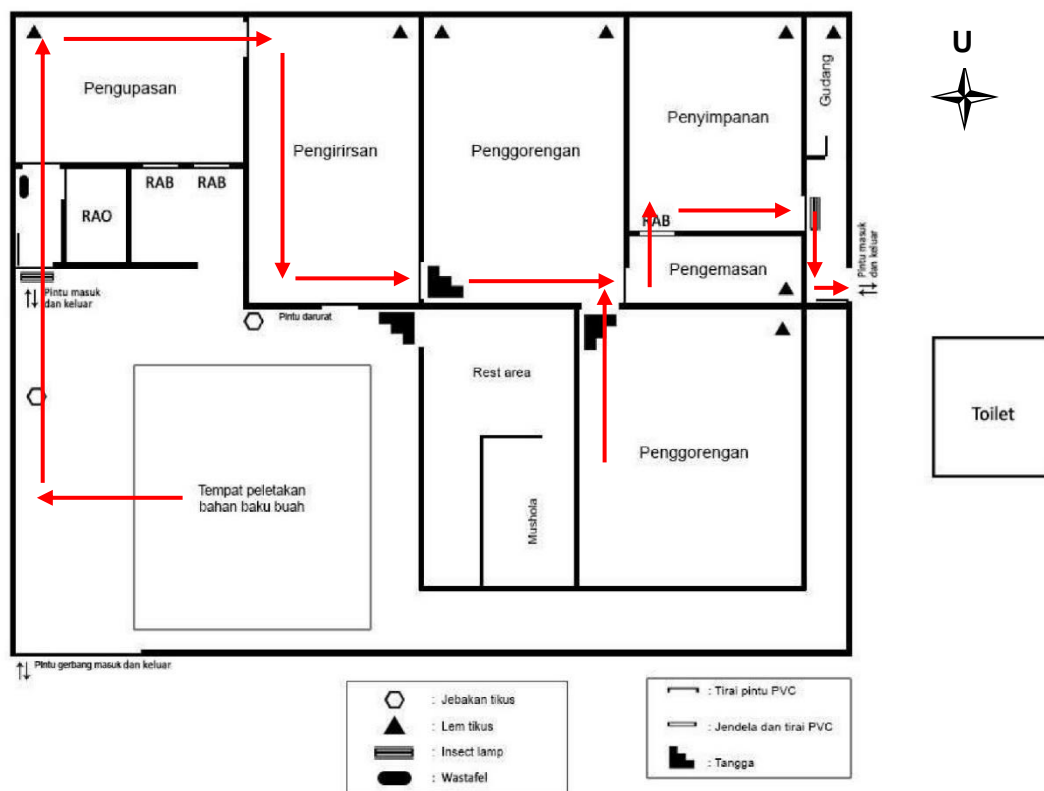 U
Pengupasan
Pengirirsan
Penggorengan
Penyimpanan
Gudang
RAB
RAB
RAO
RAB
Pengemasan
Pintu masuk
dan keluar
Pintu masuk
dan keluar
Pintu darurat
Rest area
Toilet
Penggorengan
Tempat peletakan
bahan baku buah
Mushola
Pintu gerbang masuk dan keluar
: Jebakan tikus
: Lem tikus
: Insect lamp
: Wastafel
: Tirai pintu PVC
: Jendela dan tirai PVC
: Tangga